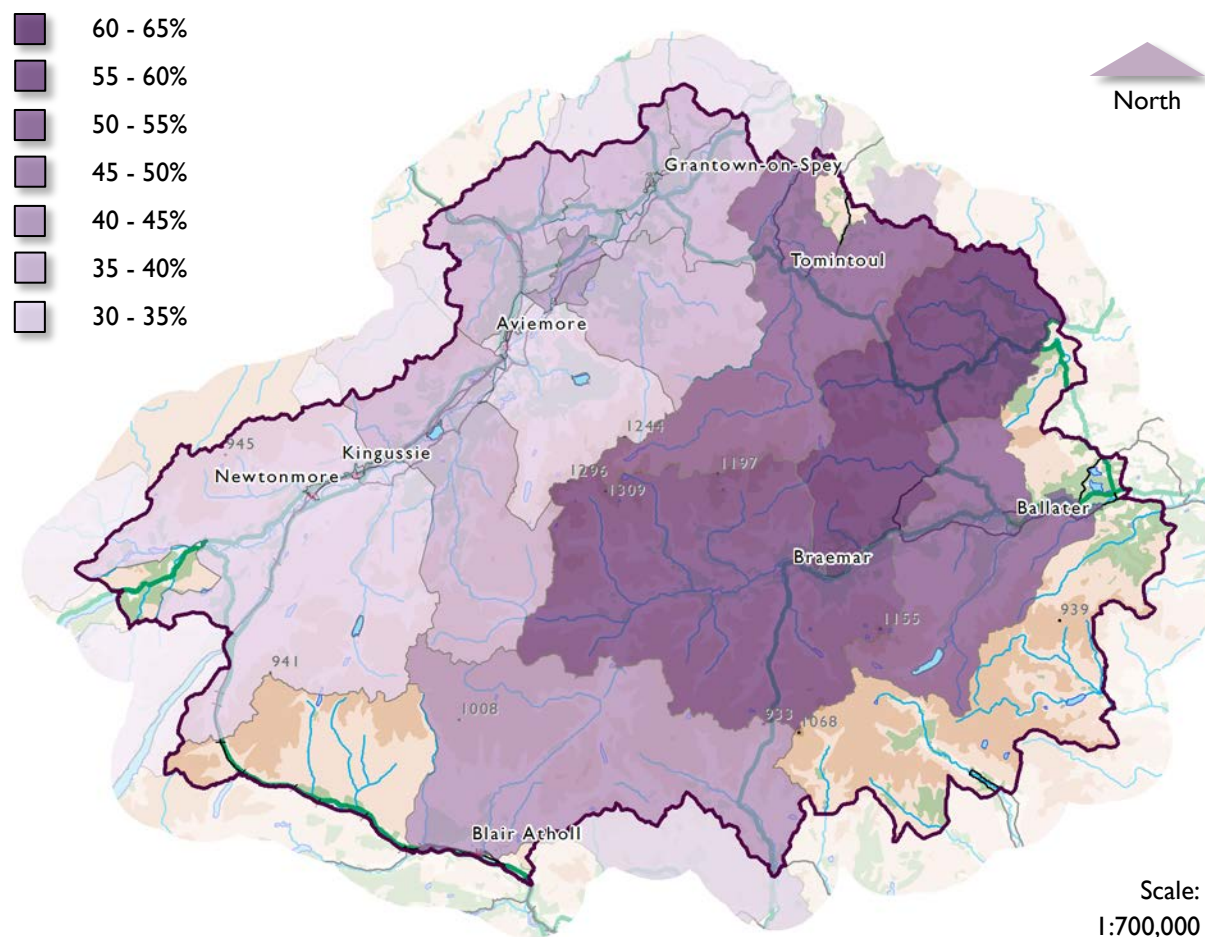 60 - 65%
55 - 60%
50 - 55%
45 - 50%
40 - 45%
35 - 40%
30 - 35%
North
Grantown-on-Spey
Tomintoul
Aviemore
1244
945
Kingussie
Newtonmore
1296
1197
1309
Ballater
Braemar
1155
939
941
1008
933
1068
Blair Atholl
Scale:
1:700,000